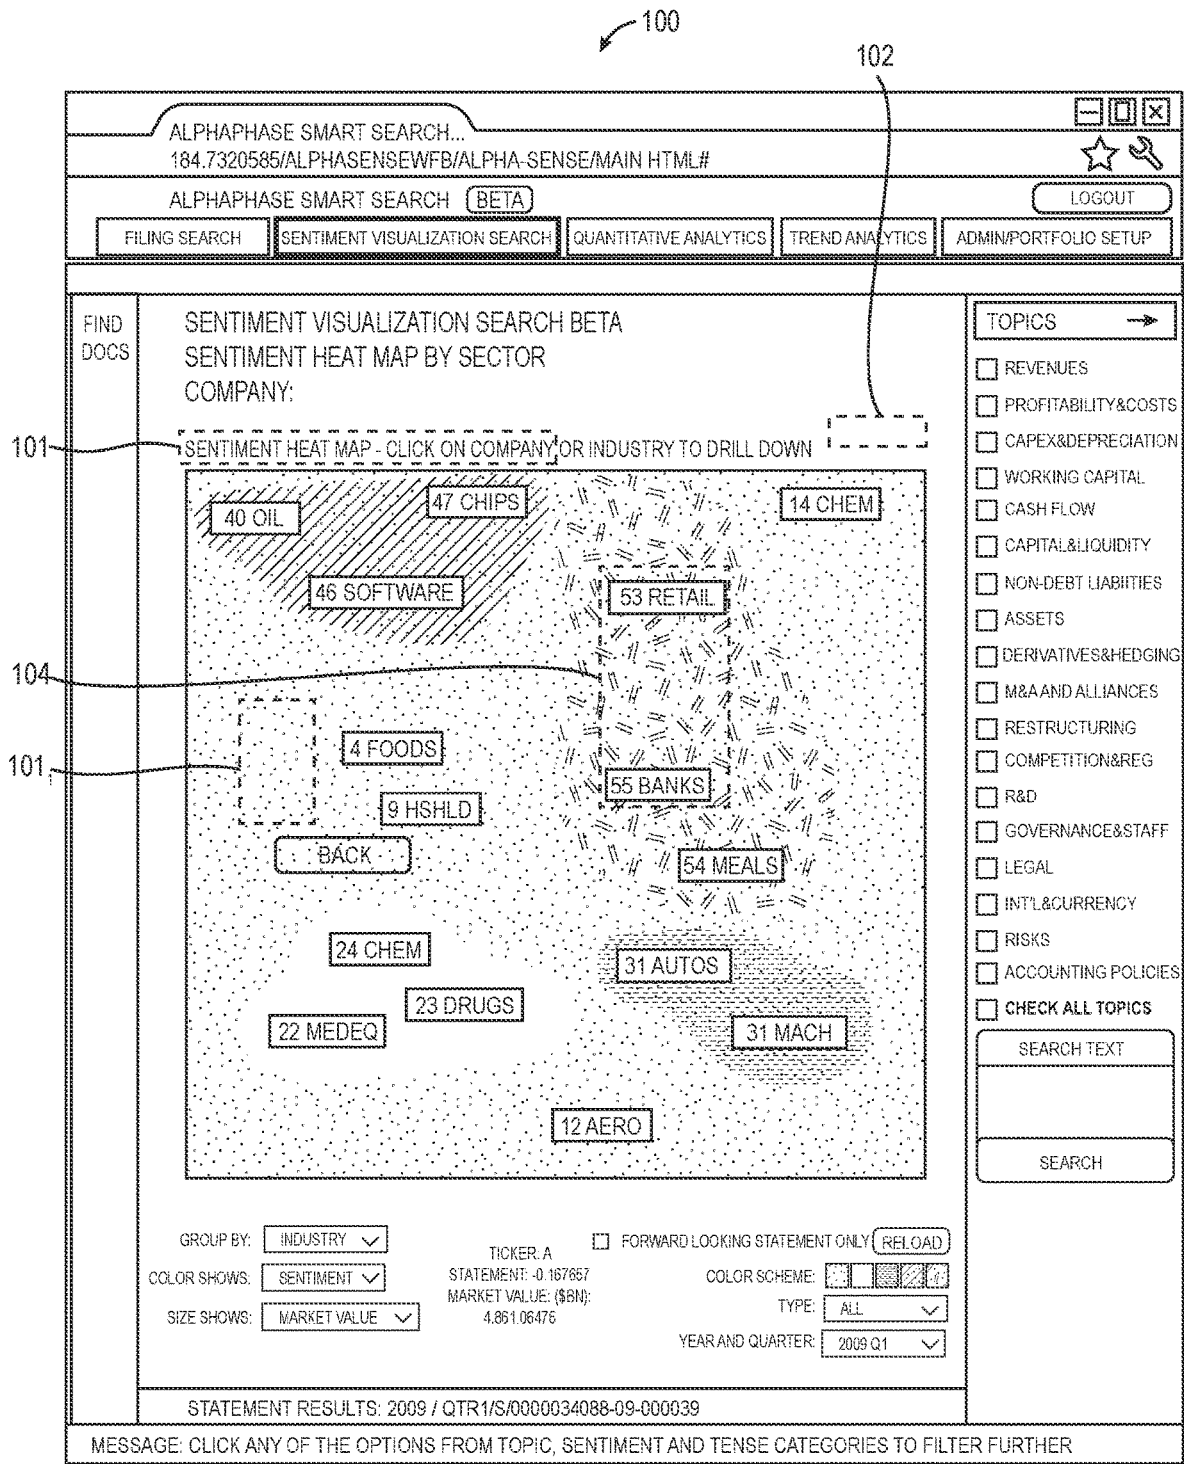 100
102
ALPHAPHASE SMART SEARCH...
184.7320585/ALPHASENSEWFB/ALPHA-SENSE/MAIN HTML#
ALPHAPHASE SMART SEARCH BETA LOGOUT
FILING SEARCH SENTIMENT VISUALIZATION SEARCH QUANTITATIVE ANALYTICS TREND ANALYTICS ADMIN/PORTFOLIO SETUP
FIND
DOCS
SENTIMENT VISUALIZATION SEARCH BETA
SENTIMENT HEAT MAP BY SECTOR
COMPANY:
101
SENTIMENT HEAT MAP - CLICK ON COMPANY OR INDUSTRY TO DRILL DOWN
40 OIL
47 CHIPS
14 CHEM
46 SOFTWARE
53 RETAIL
104
4 FOODS
101
55 BANKS
9 HSHLD
BACK
54 MEALS
24 CHEM
31 AUTOS
23 DRUGS
22 MEDEQ
31 MACH
12 AERO
TOPICS
REVENUES
PROFITABILITY&COSTS
CAPEX&DEPRECIATION
WORKING CAPITAL
CASH FLOW
CAPITAL&LIQUIDITY
NON-DEBT LIABIITIES
ASSETS
DERIVATIVES&HEDGING
M&A AND ALLIANCES
RESTRUCTURING
COMPETITION&REG
R&D
GOVERNANCE&STAFF
LEGAL
INT'L&CURRENCY
RISKS
ACCOUNTING POLICIES
CHECK ALL TOPICS
SEARCH TEXT
SEARCH
GROUP BY: INDUSTRY
COLOR SHOWS: SENTIMENT
SIZE SHOWS: MARKET VALUE
TICKER: A
STATEMENT: -0.167657
MARKET VALUE: ($BN):
4.861.06476
FORWARD LOOKING STATEMENT ONLY RELOAD
COLOR SCHEME:
TYPE: ALL
YEAR AND QUARTER: 2009 Q1
STATEMENT RESULTS: 2009 / QTR1/S/0000034088-09-000039
MESSAGE: CLICK ANY OF THE OPTIONS FROM TOPIC, SENTIMENT AND TENSE CATEGORIES TO FILTER FURTHER